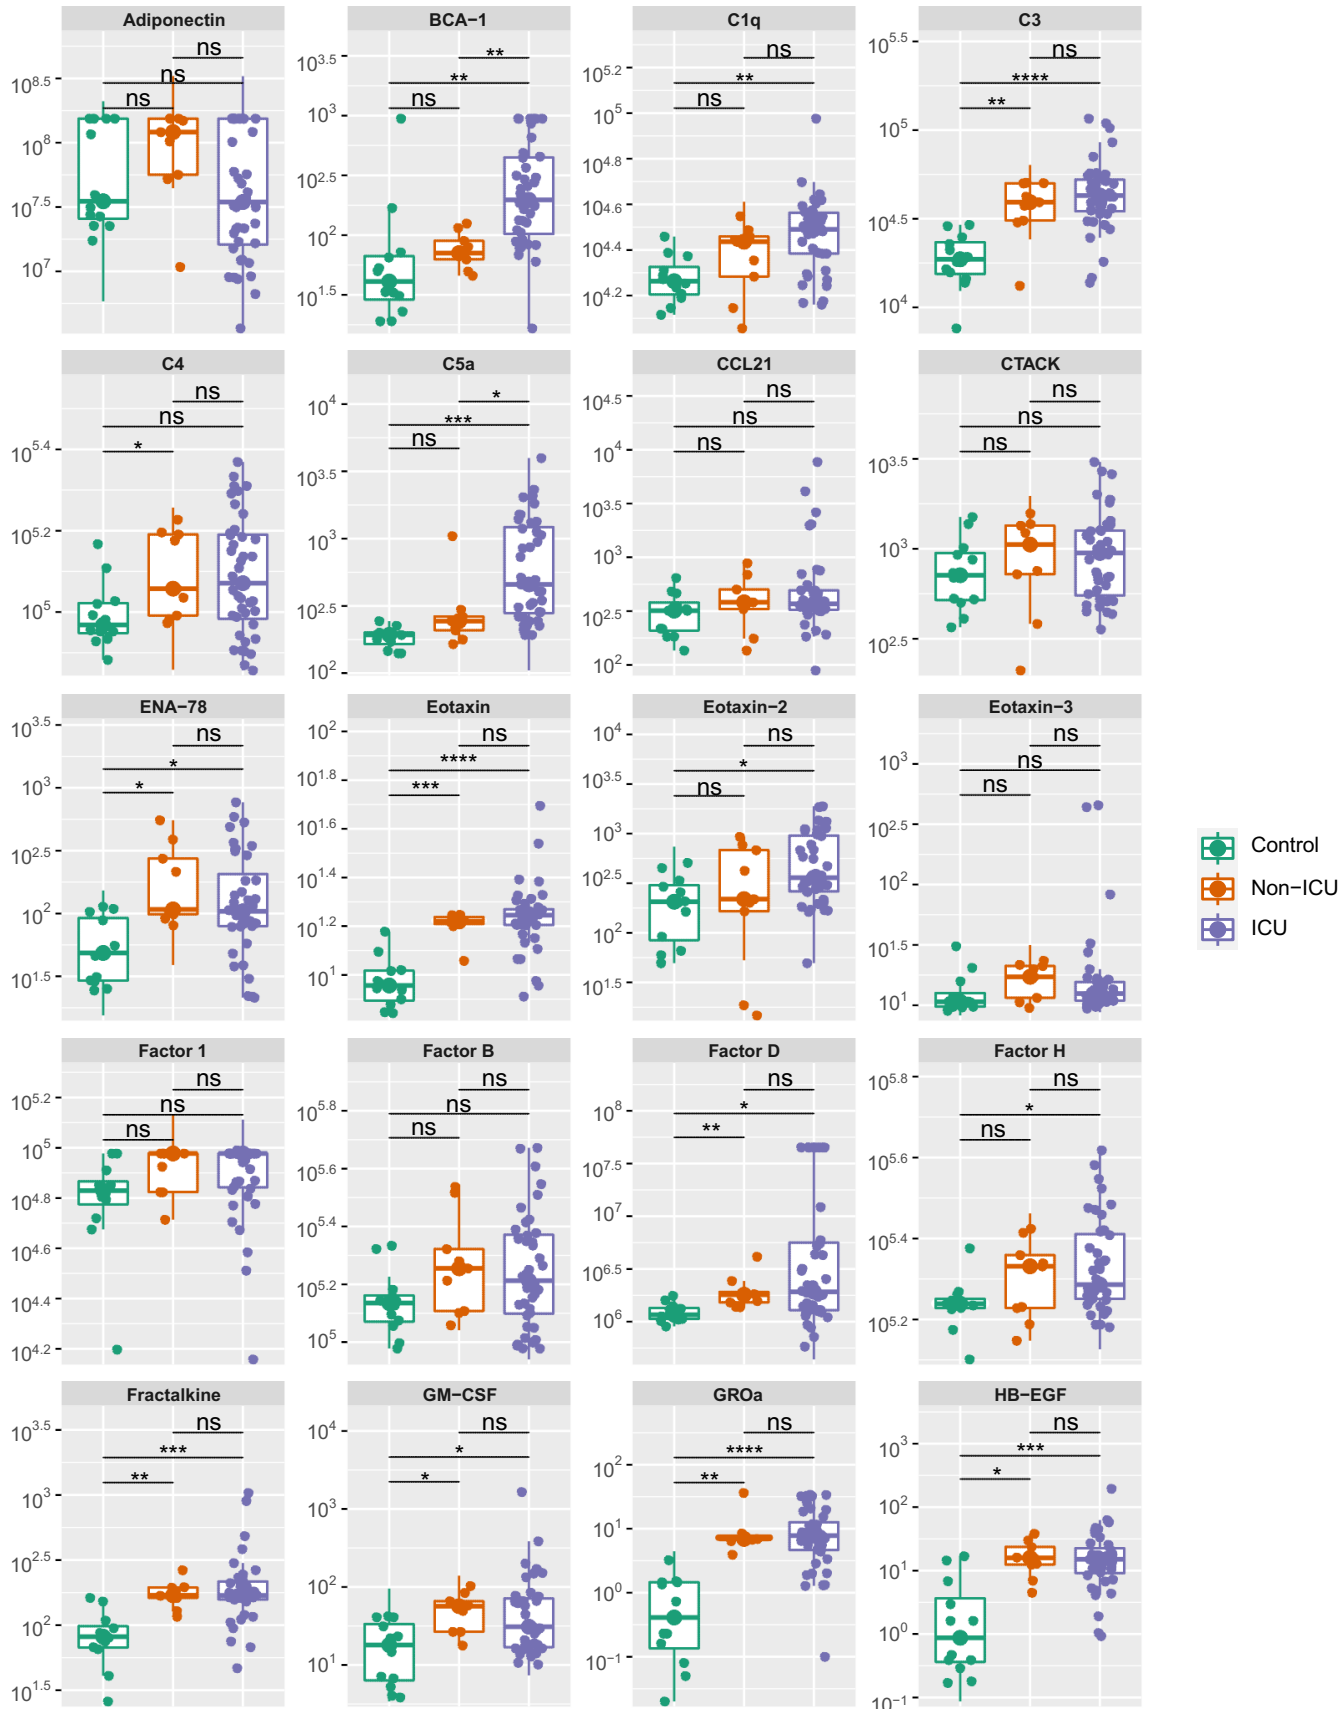 Adiponectin BCA−1 C1q C3
ns
ns
ns
10^8.5
10^8
10^7.5
10^7
**
**
ns
10^3.5
10^3
10^2.5
10^2
10^1.5
ns
**
ns
10^5.2
10^5
10^4.8
10^4.6
10^4.4
10^4.2
ns
****
**
10^5.5
10^5
10^4.5
10^4
C4 C5a CCL21 CTACK
ns
ns
*
10^5.4
10^5.2
10^5
*
***
ns
10^4
10^3.5
10^3
10^2.5
10^2
ns
ns
ns
10^4.5
10^4
10^3.5
10^3
10^2.5
10^2
ns
ns
ns
10^3.5
10^3
10^2.5
ENA−78 Eotaxin Eotaxin−2 Eotaxin−3
ns
*
*
10^3.5
10^3
10^2.5
10^2
10^1.5
ns
****
***
10^2
10^1.8
10^1.6
10^1.4
10^1.2
10^1
ns
*
ns
10^4
10^3.5
10^3
10^2.5
10^2
10^1.5
ns
ns
ns
10^3
10^2.5
10^2
10^1.5
10^1
Control
Non−ICU
ICU
Factor 1 Factor B Factor D Factor H
ns
ns
ns
10^5.2
10^5
10^4.8
10^4.6
10^4.4
10^4.2
ns
ns
ns
10^5.8
10^5.6
10^5.4
10^5.2
10^5
ns
*
**
10^8
10^7.5
10^7
10^6.5
10^6
ns
*
ns
10^5.8
10^5.6
10^5.4
10^5.2
Fractalkine GM−CSF GROa HB−EGF
ns
***
**
10^3.5
10^3
10^2.5
10^2
10^1.5
ns
*
*
10^4
10^3
10^2
10^1
ns
****
**
10^2
10^1
10^0
10^−1
ns
***
*
10^3
10^2
10^1
10^0
10^−1